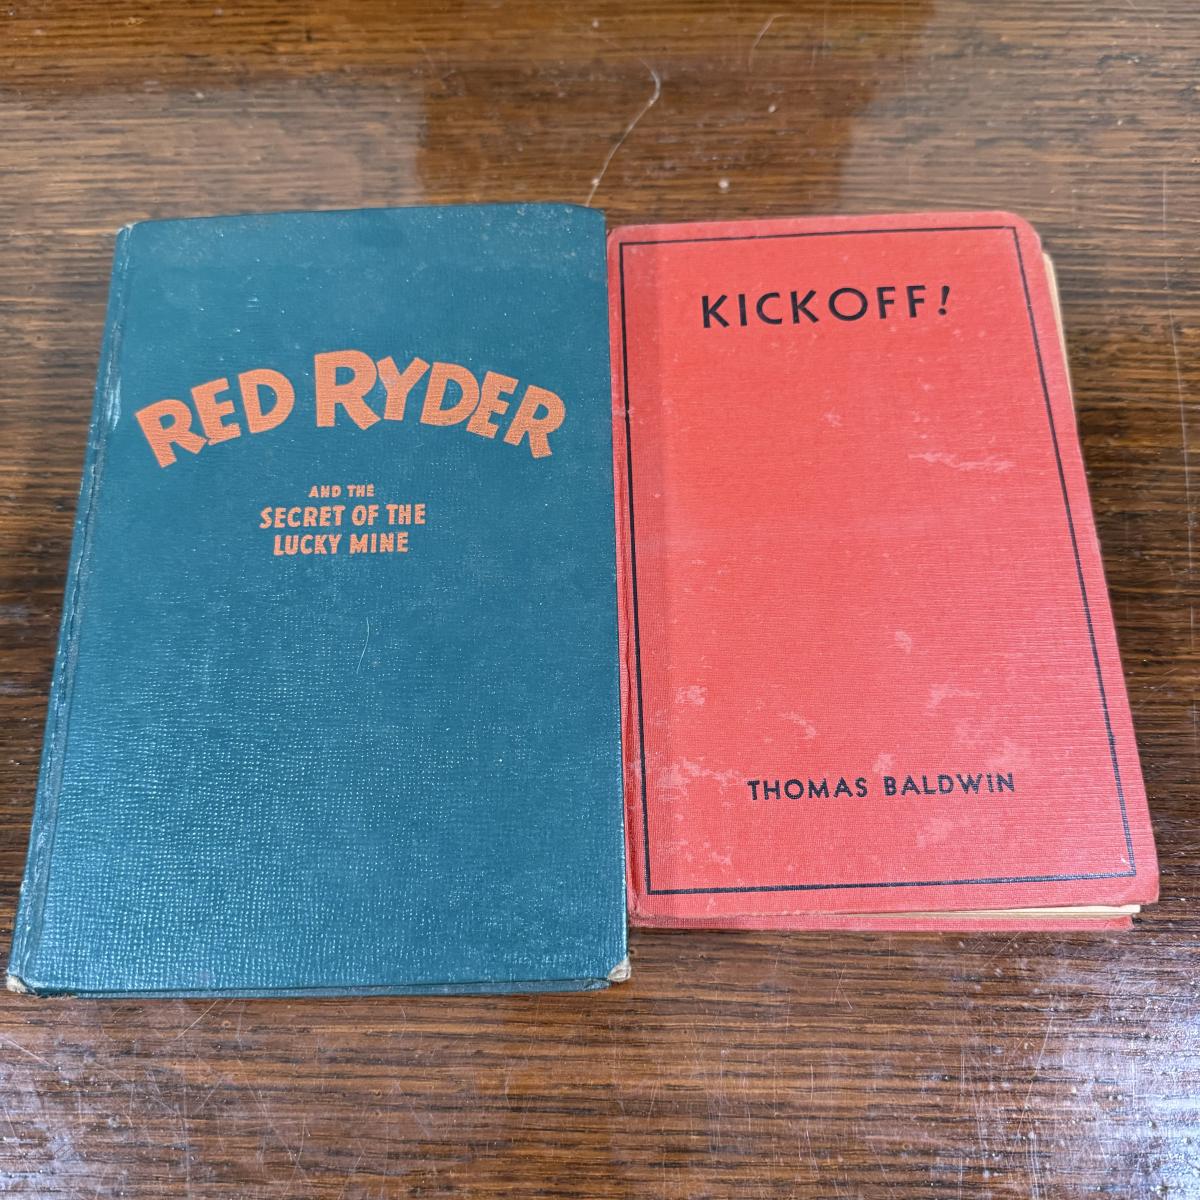 RED RYDER
AND THE
SECRET OF THE
LUCKY MINE
KICKOFF!
THOMAS BALDWIN